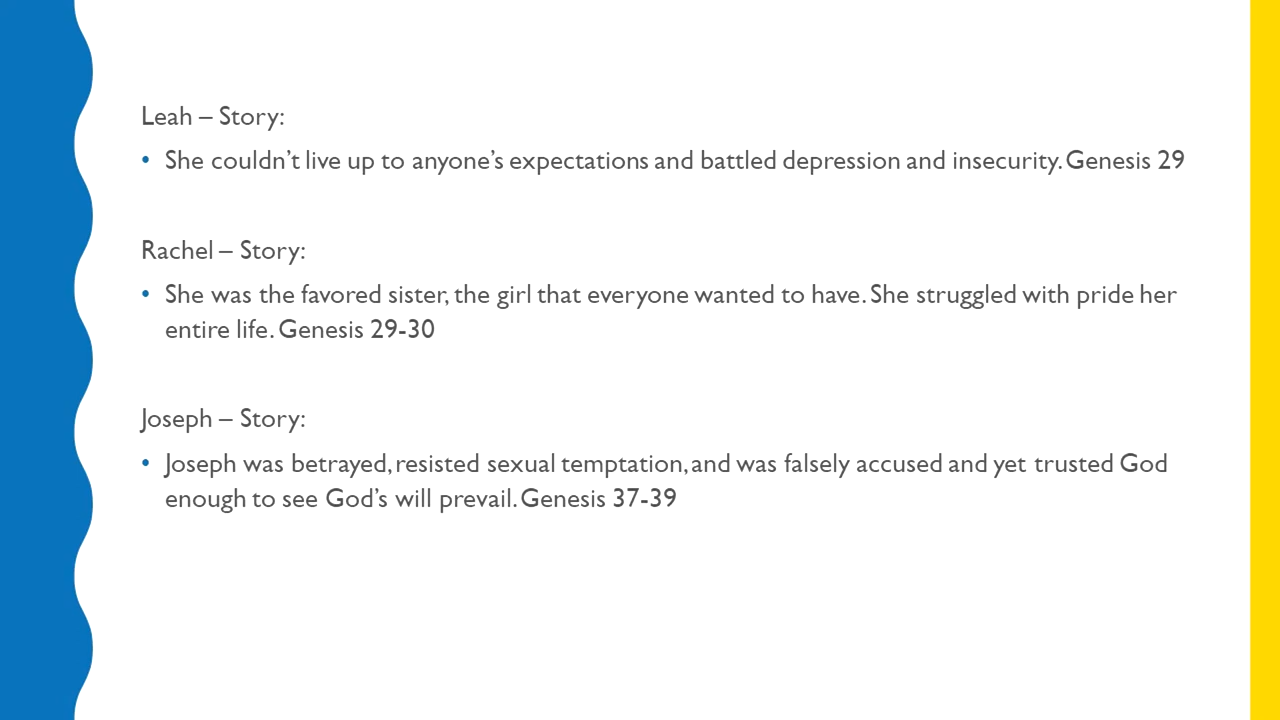 Leah – Story:
• She couldn’t live up to anyone’s expectations and battled depression and insecurity. Genesis 29
Rachel – Story:
• She was the favored sister, the girl that everyone wanted to have. She struggled with pride her
entire life. Genesis 29-30
Joseph – Story:
• Joseph was betrayed, resisted sexual temptation, and was falsely accused and yet trusted God
enough to see God’s will prevail. Genesis 37-39